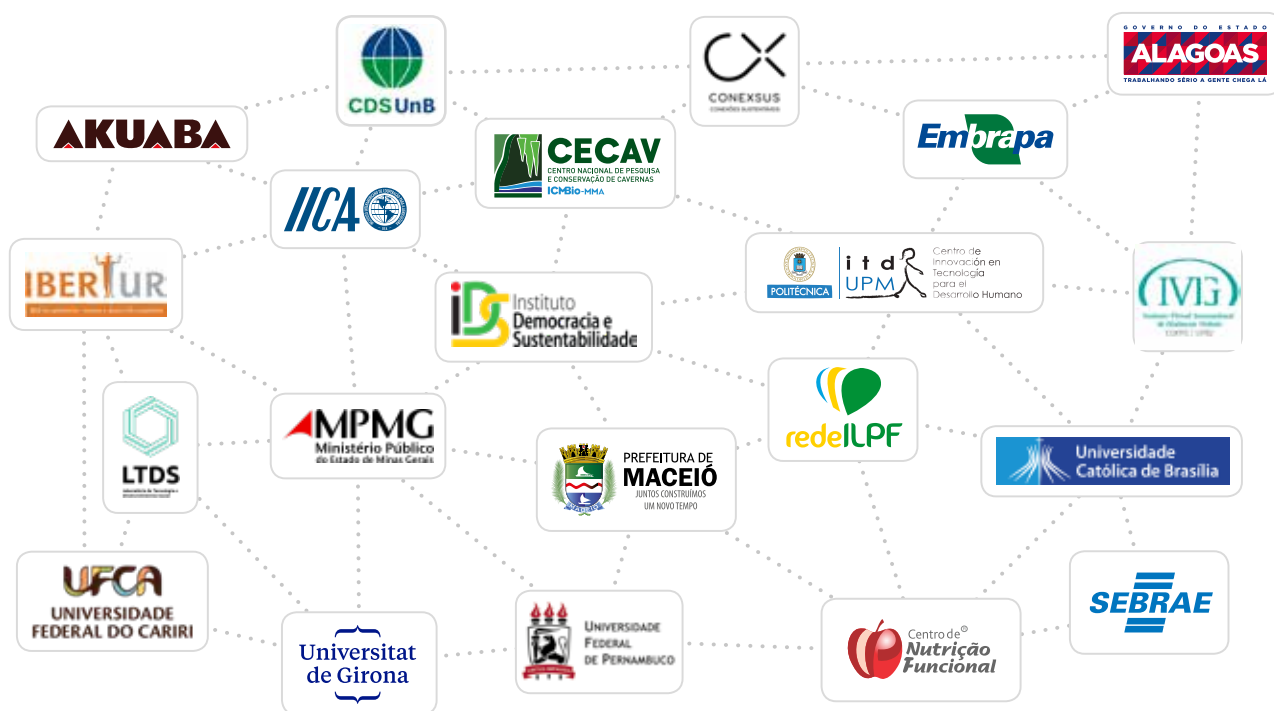 GOVERNO DO ESTADO
ALAGOAS
TRABALHANDO SÉRIO A GENTE CHEGA LÁ
CDS UnB
CX
CONEXSUS
CONEXÕES SUSTENTÁVEIS
AKUABA
CECAV
CENTRO NACIONAL DE PESQUISA
E CONSERVAÇÃO DE CAVERNAS
ICMBio-MMA
Embrapa
IICA
IBERTUR
iDS
Instituto
Democracia e
Sustentabilidade
POLITÉCNICA
itd
UPM
Centro de
Innovación en
Tecnología
para el
Desarrollo Humano
IVIG
LTDS
MPMG
Ministério Público
do Estado de Minas Gerais
redeILPF
PREFEITURA DE
MACEIÓ
JUNTOS CONSTRUÍMOS
UM NOVO TEMPO
Universidade
Católica de Brasília
UFCA
UNIVERSIDADE
FEDERAL DO CARIRI
Universitat
de Girona
UNIVERSIDADE
FEDERAL
DE PERNAMBUCO
Centro de
Nutrição
Funcional
SEBRAE